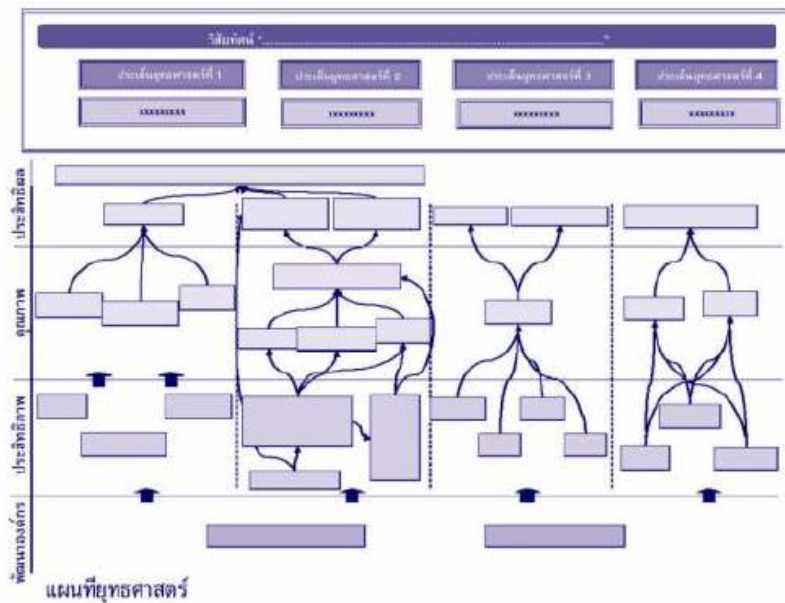 วิสัยทัศน์ "............................................................"
ประเด็นยุทธศาสตร์ที่ 1
ประเด็นยุทธศาสตร์ที่ 2
ประเด็นยุทธศาสตร์ที่ 3
ประเด็นยุทธศาสตร์ที่ 4
xxxxxxxxx
xxxxxxxxx
xxxxxxxxx
xxxxxxxxx
ประสิทธิผล
คุณภาพ
ประสิทธิภาพ
พัฒนาองค์กร
แผนที่ยุทธศาสตร์